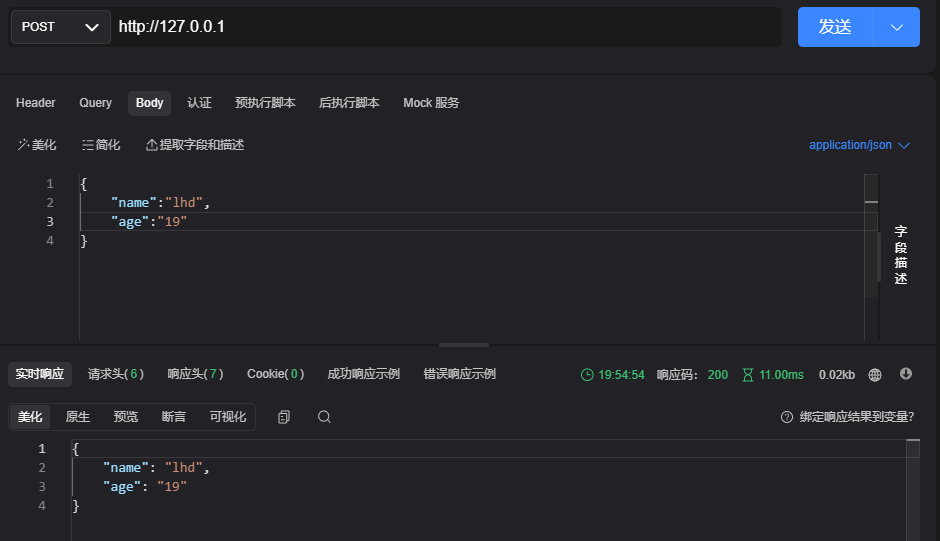 POST http://127.0.0.1 发送
Header Query Body 认证 预执行脚本 后执行脚本 Mock 服务
美化 简化 提取字段和描述 application/json
1 {
2 "name":"lhd",
3 "age":"19"
4 }
字段描述
实时响应 请求头(6) 响应头(7) Cookie(0) 成功响应示例 错误响应示例 19:54:54 响应码: 200 11.00ms 0.02kb
美化 原生 预览 断言 可视化 绑定响应结果到变量?
1 {
2 "name": "lhd",
3 "age": "19"
4 }